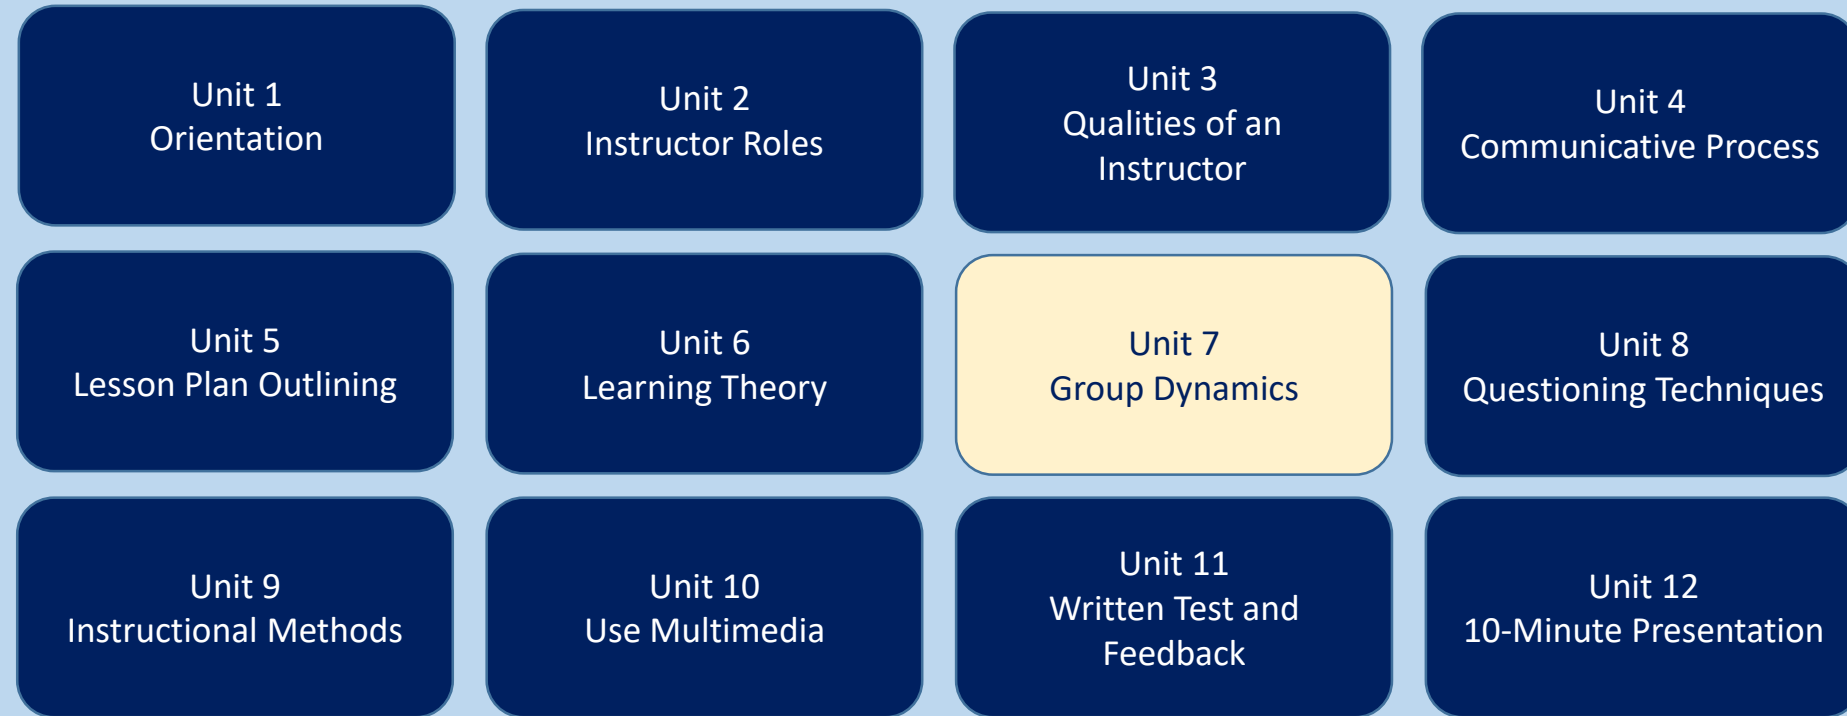 Unit 1
Orientation
Unit 2
Instructor Roles
Unit 3
Qualities of an
Instructor
Unit 4
Communicative Process
Unit 5
Lesson Plan Outlining
Unit 6
Learning Theory
Unit 7
Group Dynamics
Unit 8
Questioning Techniques
Unit 9
Instructional Methods
Unit 10
Use Multimedia
Unit 11
Written Test and
Feedback
Unit 12
10-Minute Presentation